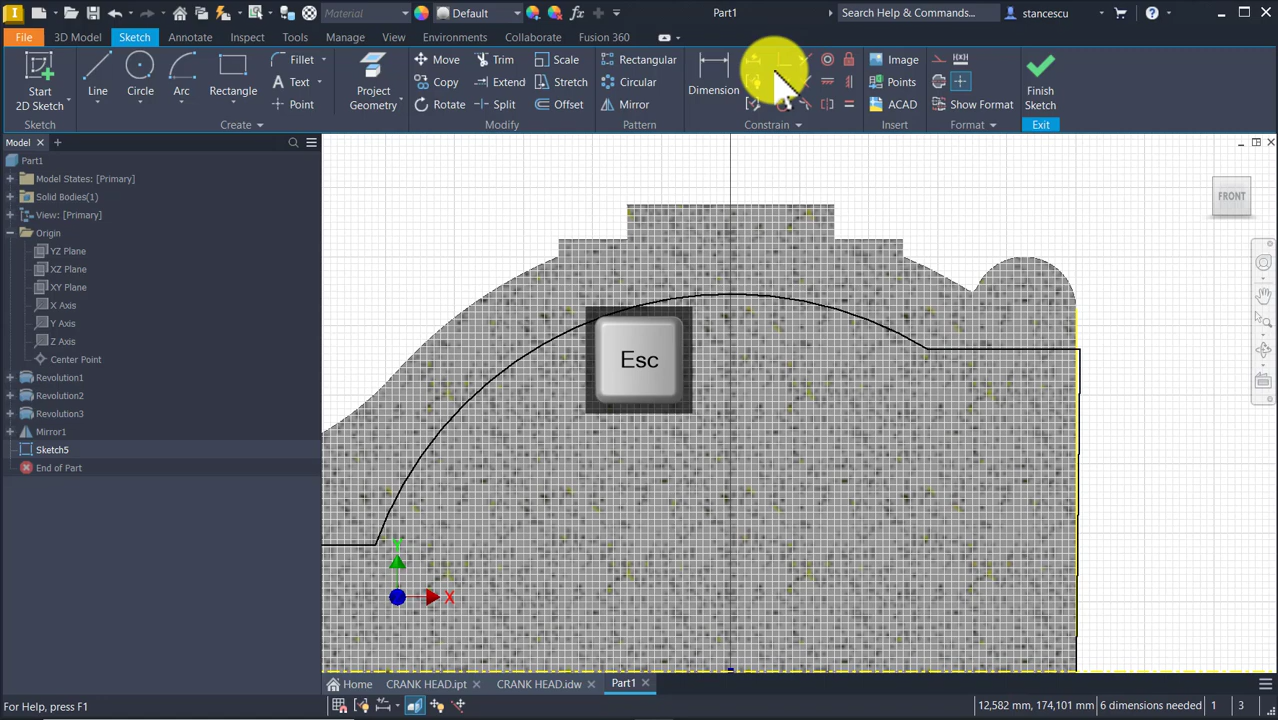 Material
Default
Part1
Search Help & Commands...
stancescu
File
3D Model
Sketch
Annotate
Inspect
Tools
Manage
View
Environments
Collaborate
Fusion 360
Start
2D Sketch
Line
Circle
Arc
Rectangle
Fillet
Text
Point
Project
Geometry
Move
Copy
Rotate
Trim
Extend
Split
Scale
Stretch
Offset
Rectangular
Circular
Mirror
Dimension
Image
Points
ACAD
Show Format
Finish
Sketch
Sketch
Create
Modify
Pattern
Constrain
Insert
Format
Exit
Model
Part1
Model States: [Primary]
Solid Bodies(1)
View: [Primary]
Origin
YZ Plane
XZ Plane
XY Plane
X Axis
Y Axis
Z Axis
Center Point
Revolution1
Revolution2
Revolution3
Mirror1
Sketch5
End of Part
FRONT
Esc
Y
X
Home
CRANK HEAD.ipt
CRANK HEAD.idw
Part1
For Help, press F1
12,582 mm, 174,101 mm
6 dimensions needed
1
3